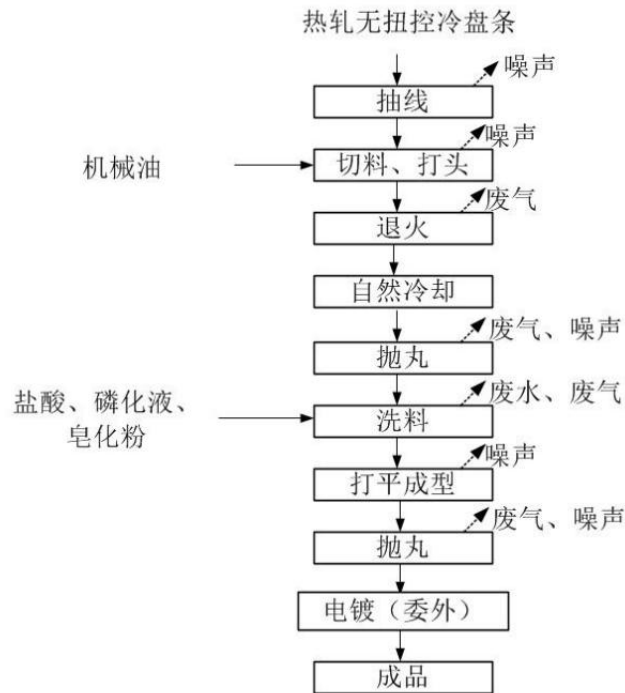 热轧无扭控冷盘条
噪声
抽线
噪声
机械油
切料、打头
废气
退火
自然冷却
废气、噪声
抛丸
盐酸、磷化液、
皂化粉
废水、废气
洗料
噪声
打平成型
废气、噪声
抛丸
电镀（委外）
成品